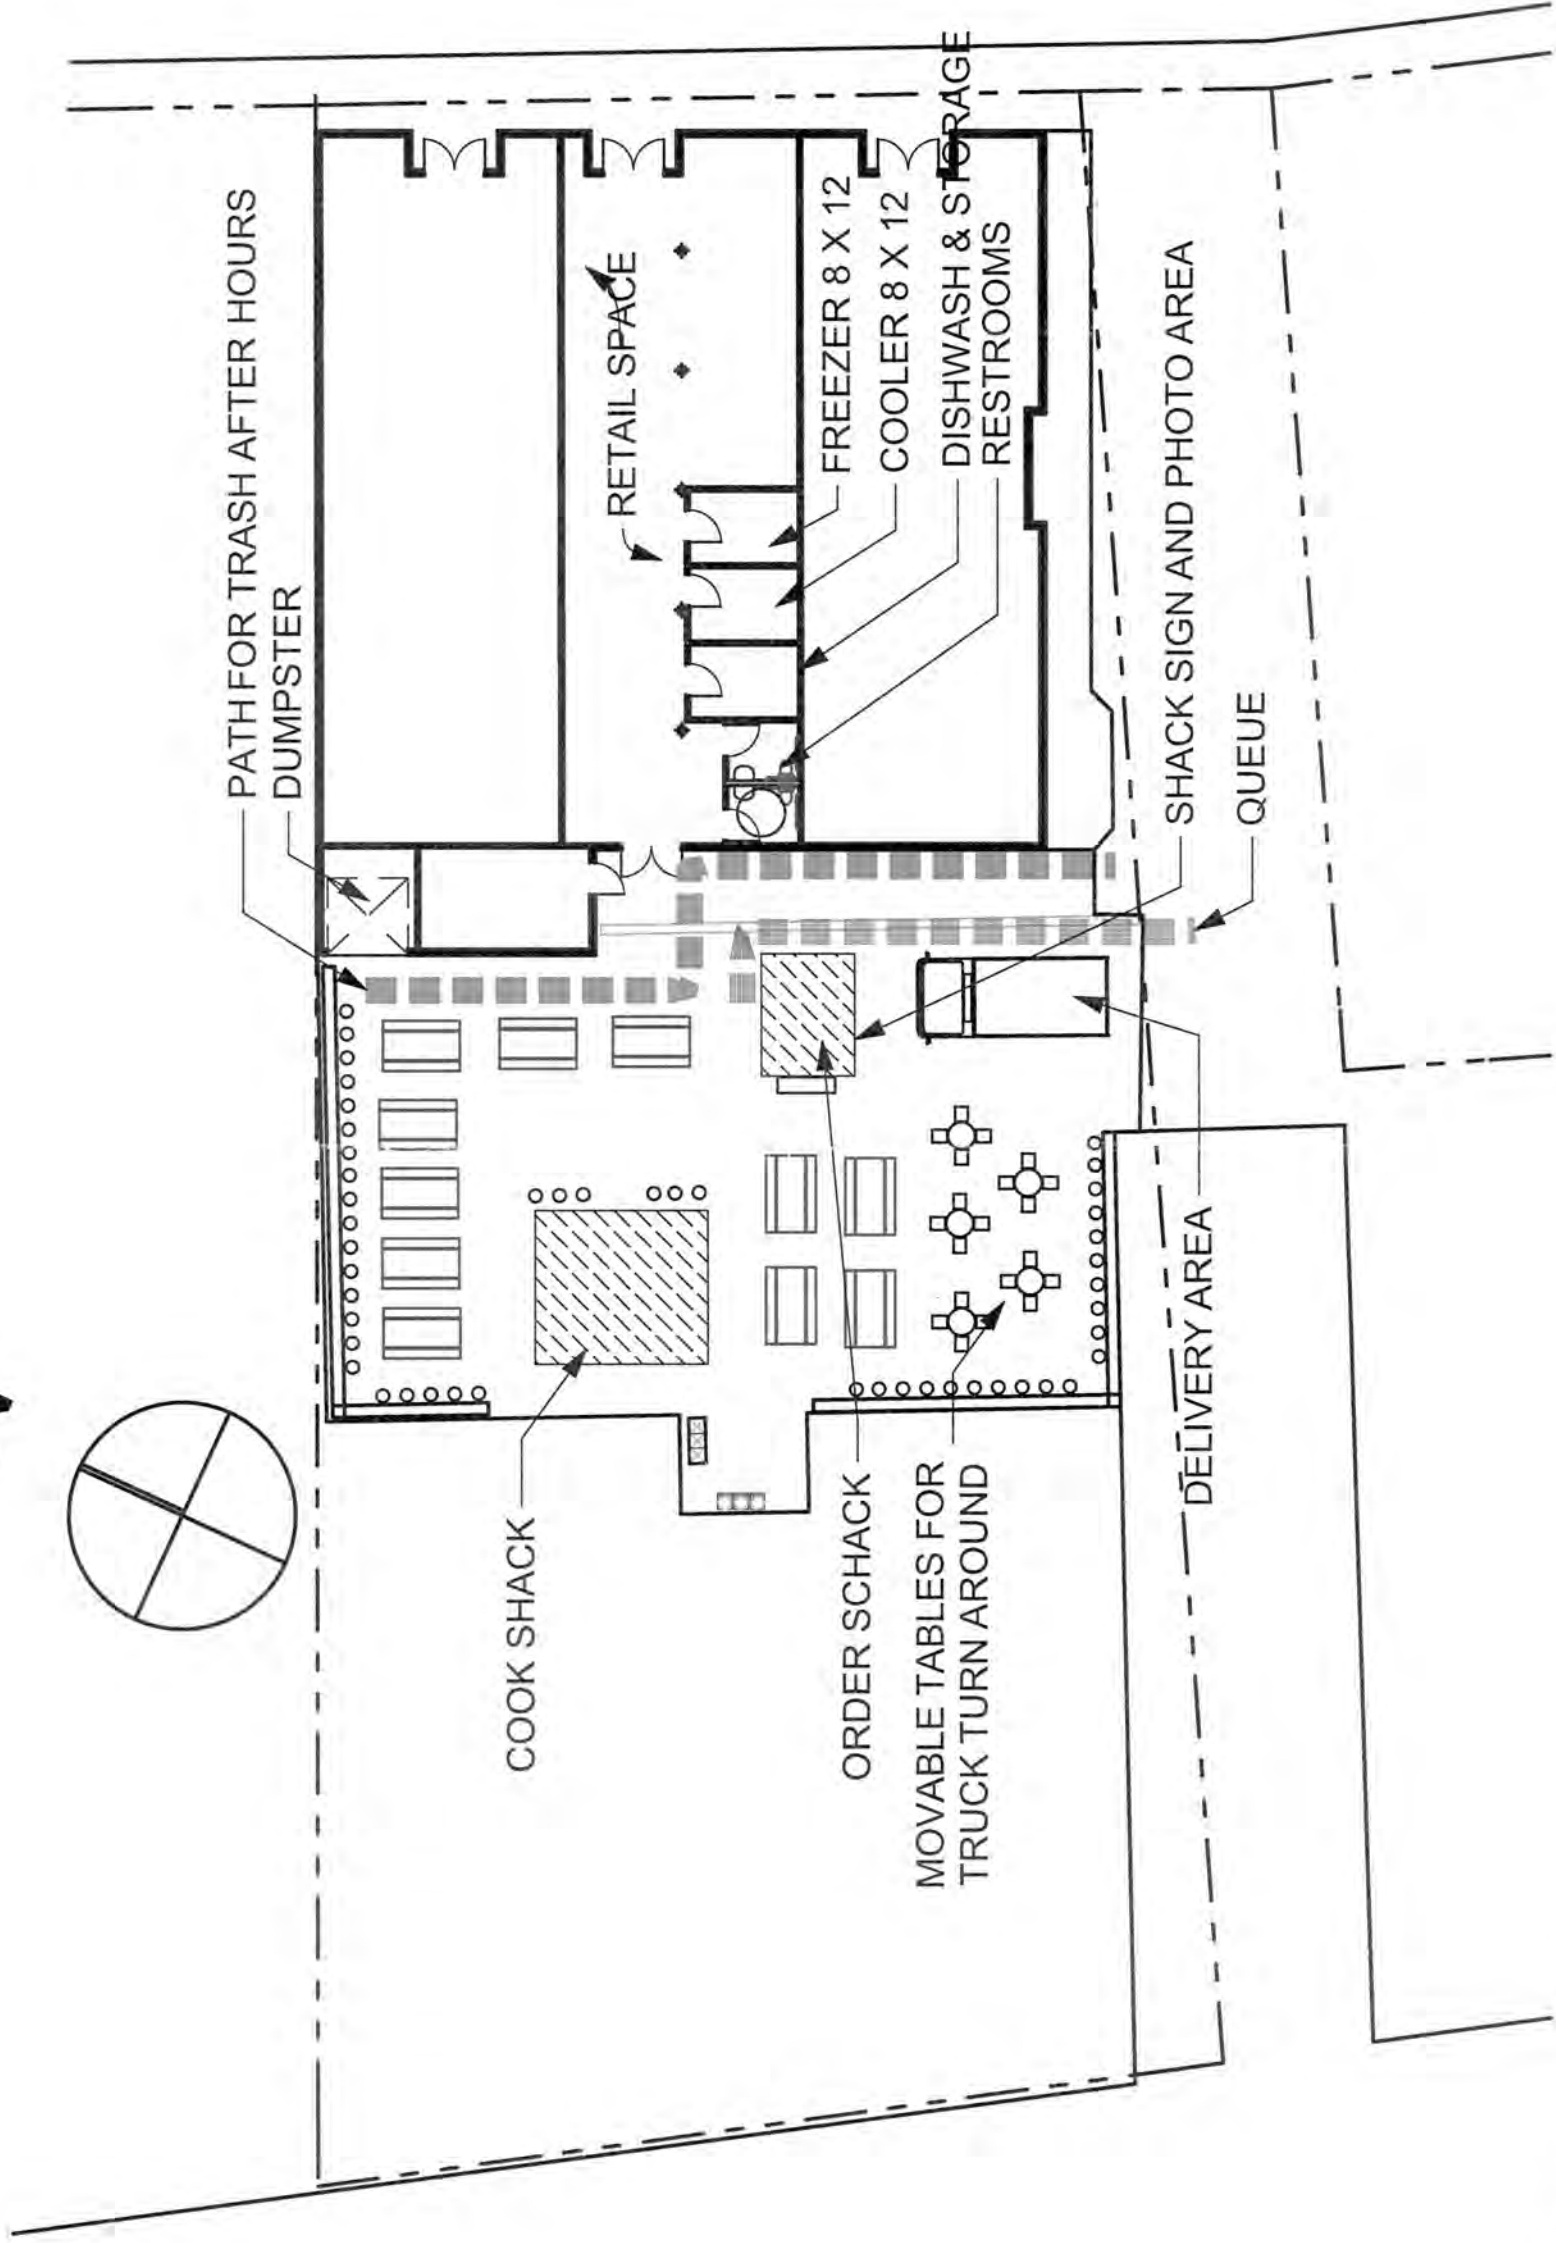 PATH FOR TRASH AFTER HOURS
DUMPSTER
RETAIL SPACE
FREEZER 8 X 12
COOLER 8 X 12
DISHWASH & STORAGE
RESTROOMS
SHACK SIGN AND PHOTO AREA
QUEUE
COOK SHACK
ORDER SCHACK
MOVABLE TABLES FOR
TRUCK TURN AROUND
DELIVERY AREA